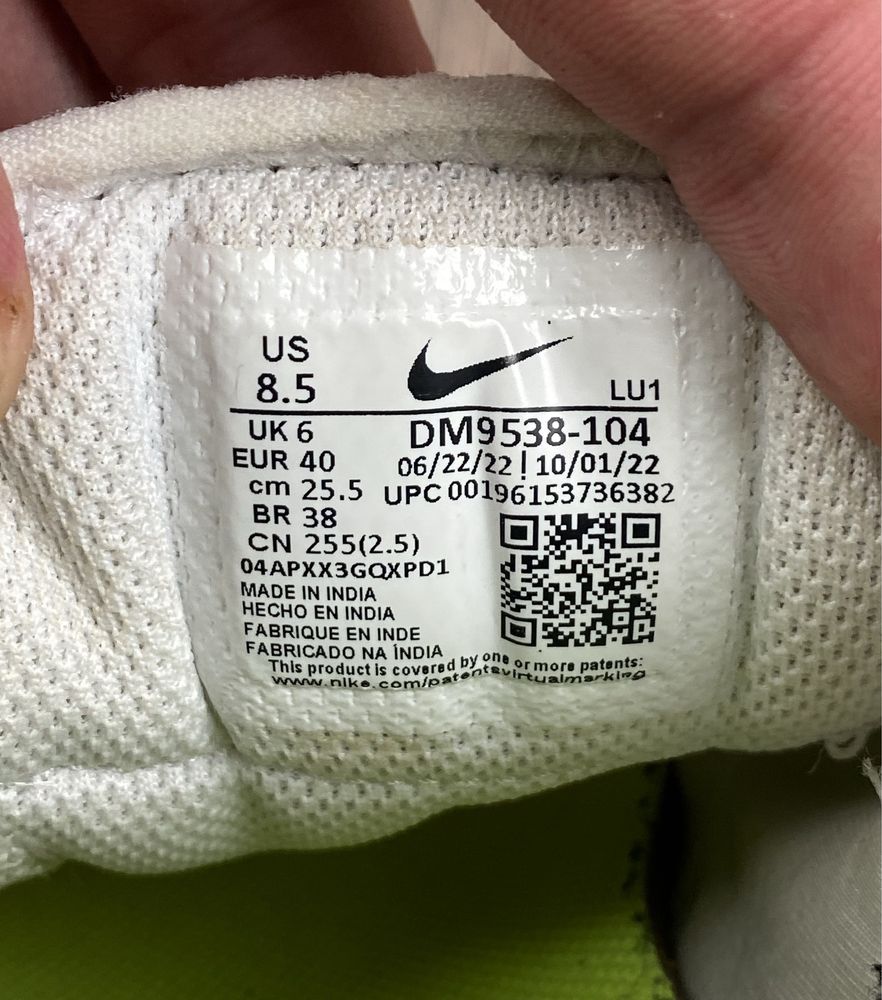 US
8.5
LU1
UK 6
DM9538-104
EUR 40
06/22/22 | 10/01/22
cm 25.5
UPC 00196153736382
BR 38
CN 255(2.5)
04APXX3GQXPD1
MADE IN INDIA
HECHO EN INDIA
FABRIQUE EN INDE
FABRICADO NA ÍNDIA
This product is covered by one or more patents:
www.nike.com/patentsvirtualmarking